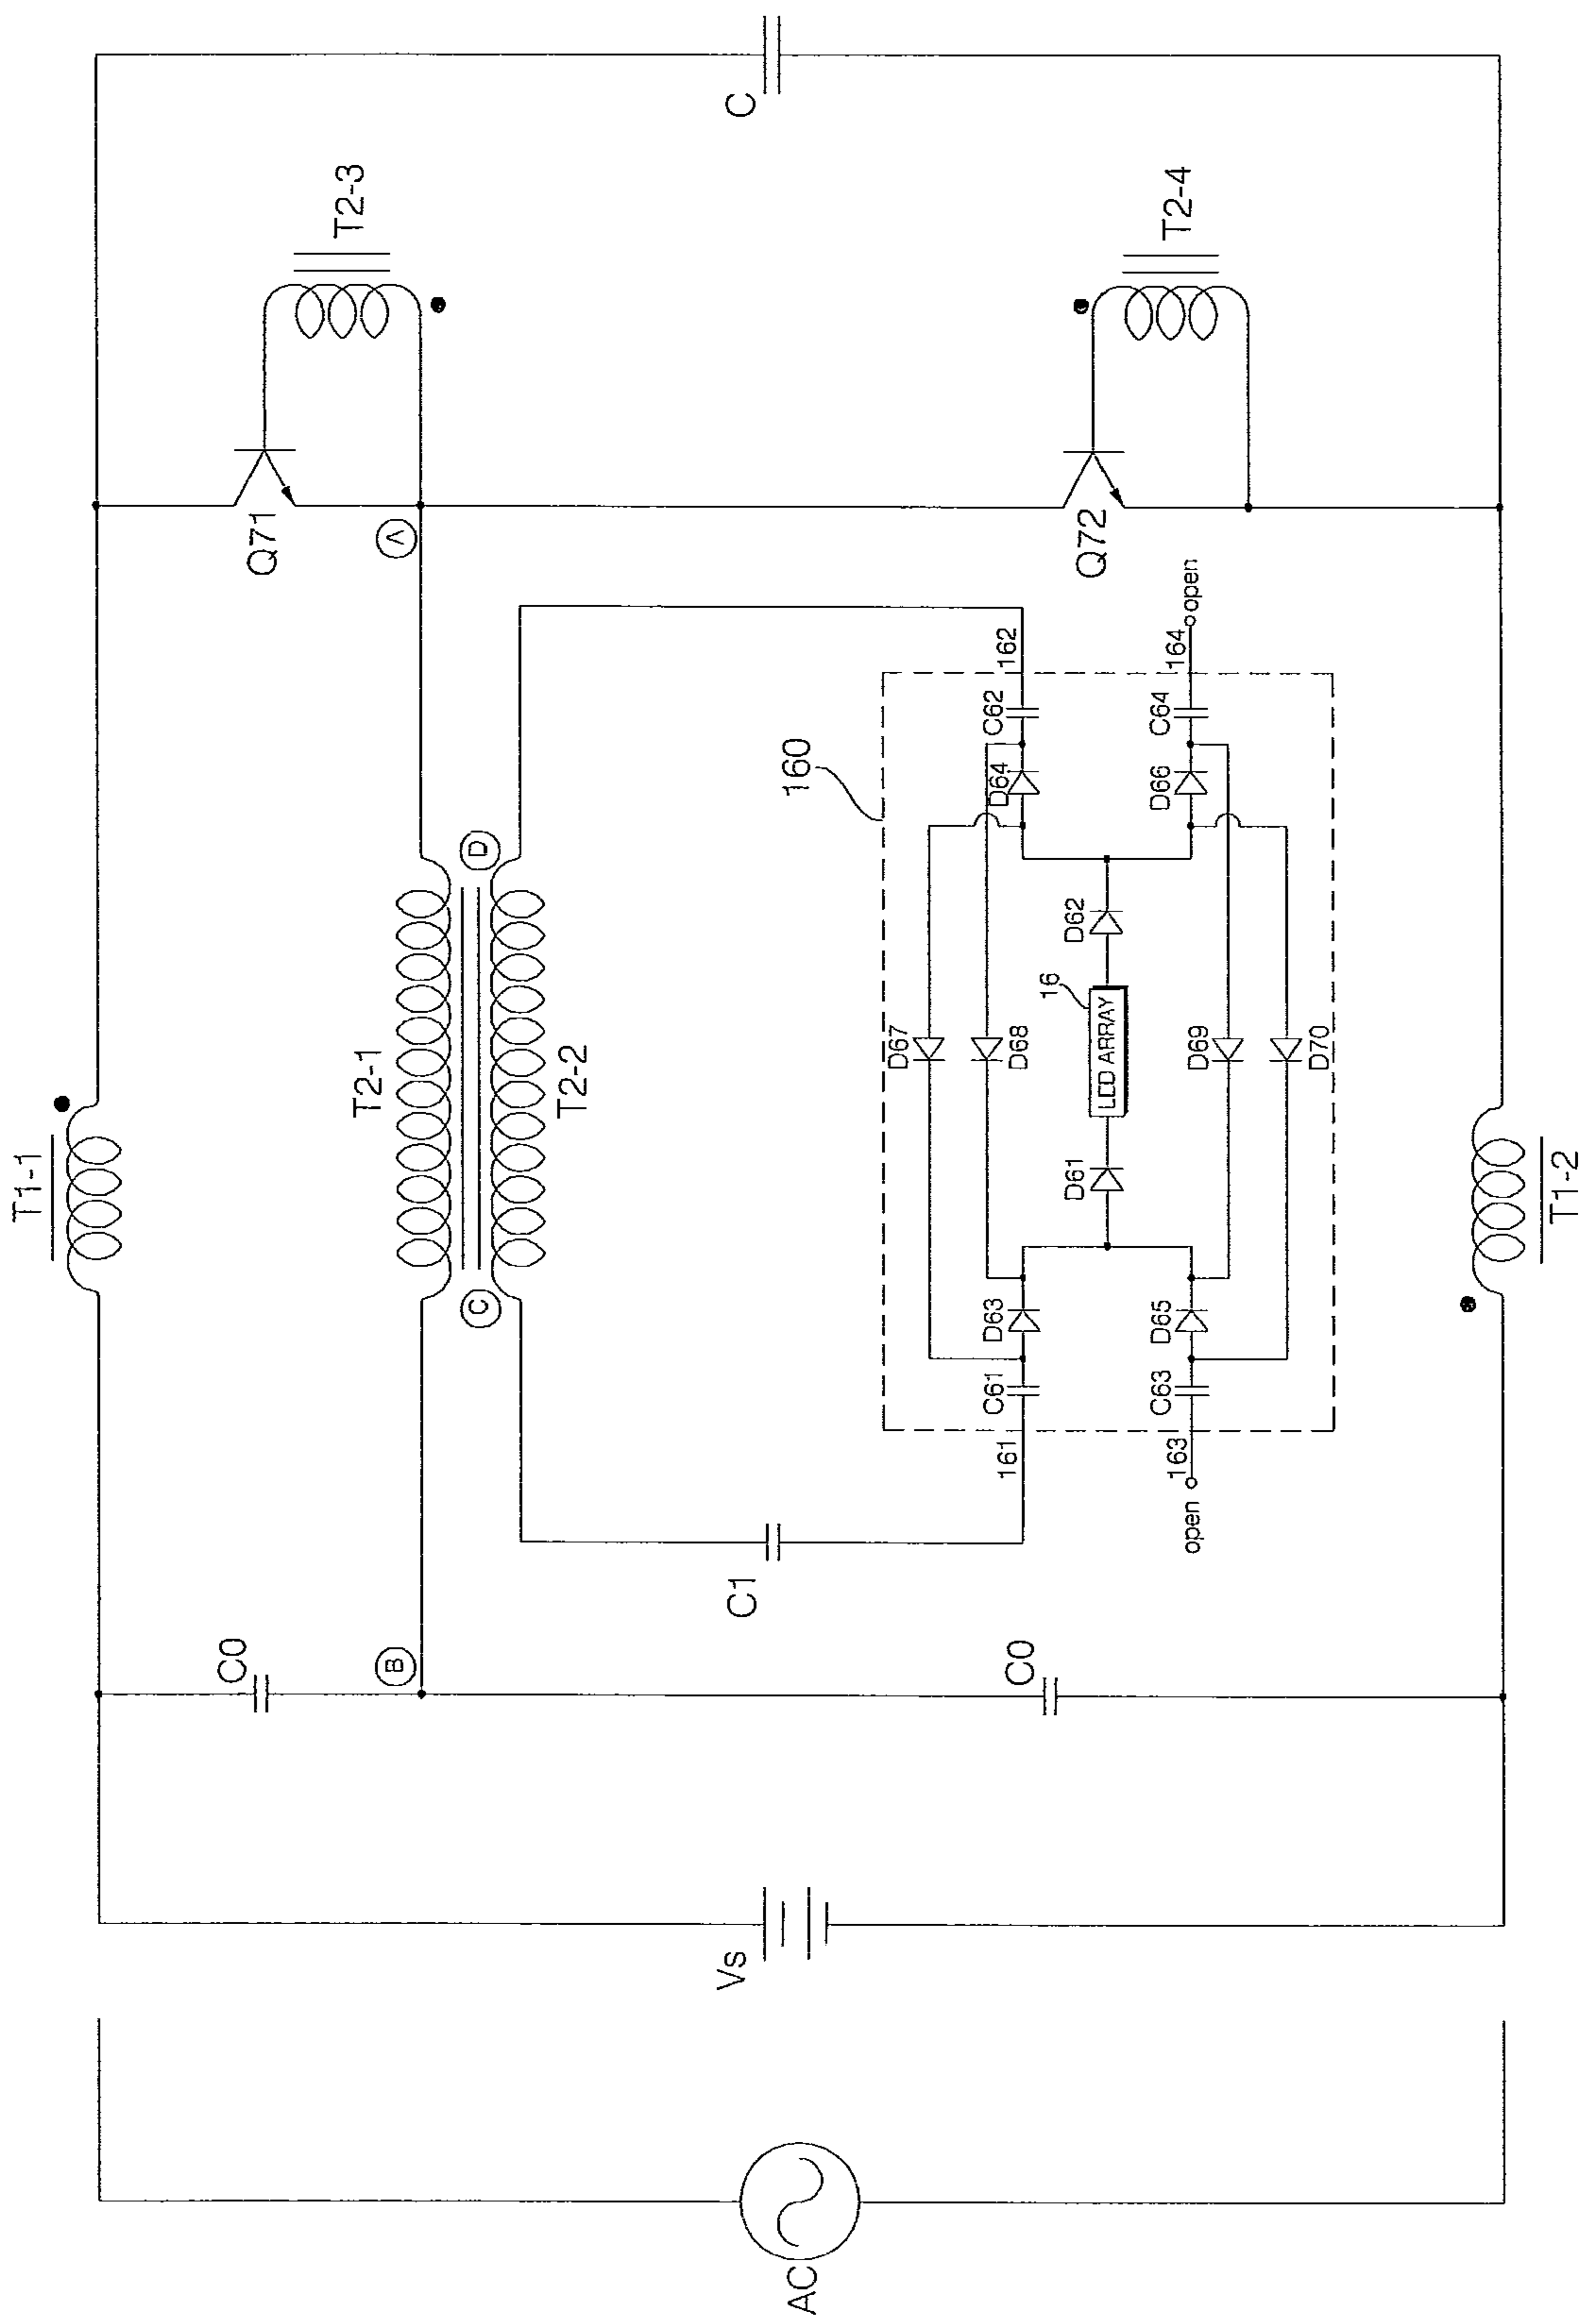 T1-1
C0
Q71
T2-3
T2-1
B
A
C
D
T2-2
AC
Vs
C1
C
160
D67
161
C61
D63
D68
D64
C62
162
C0
16
D61
LCD ARRAY
D62
Q72
open
163
C63
D65
D69
D66
C64
164
open
T2-4
D70
T1-2